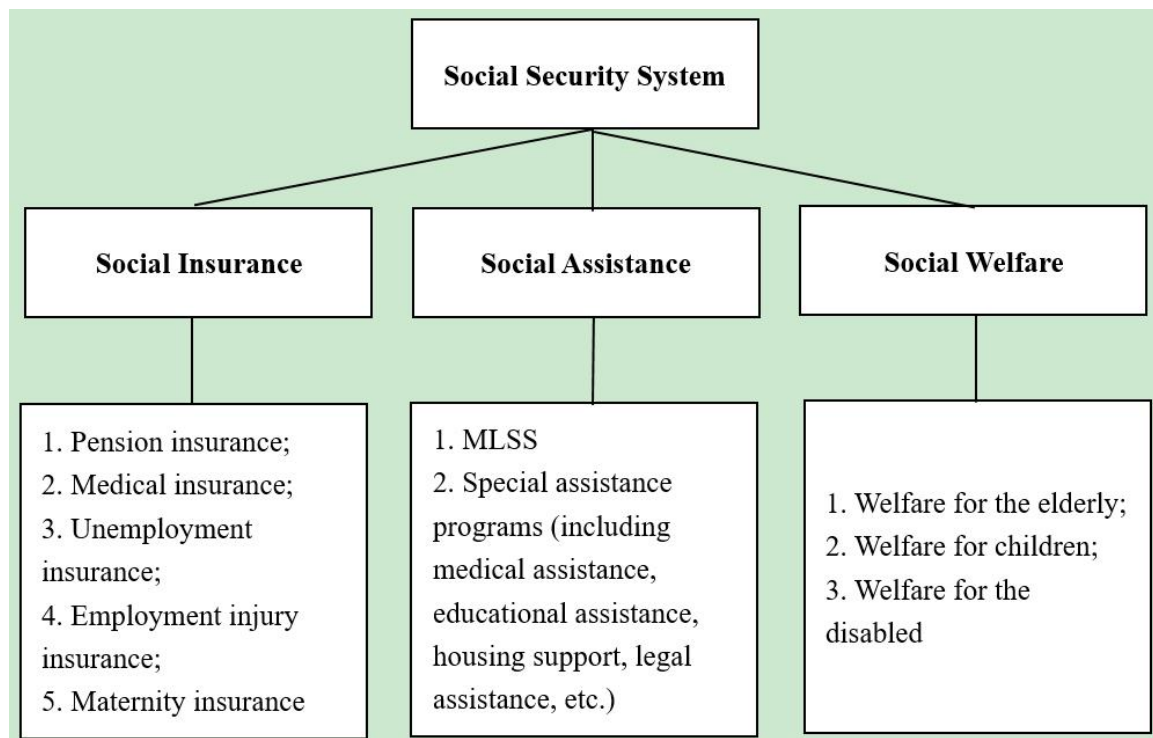 Social Security System
Social Insurance
Social Assistance
Social Welfare
1. Pension insurance;
2. Medical insurance;
3. Unemployment
insurance;
4. Employment injury
insurance;
5. Maternity insurance
1. MLSS
2. Special assistance
programs (including
medical assistance,
educational assistance,
housing support, legal
assistance, etc.)
1. Welfare for the elderly;
2. Welfare for children;
3. Welfare for the
disabled